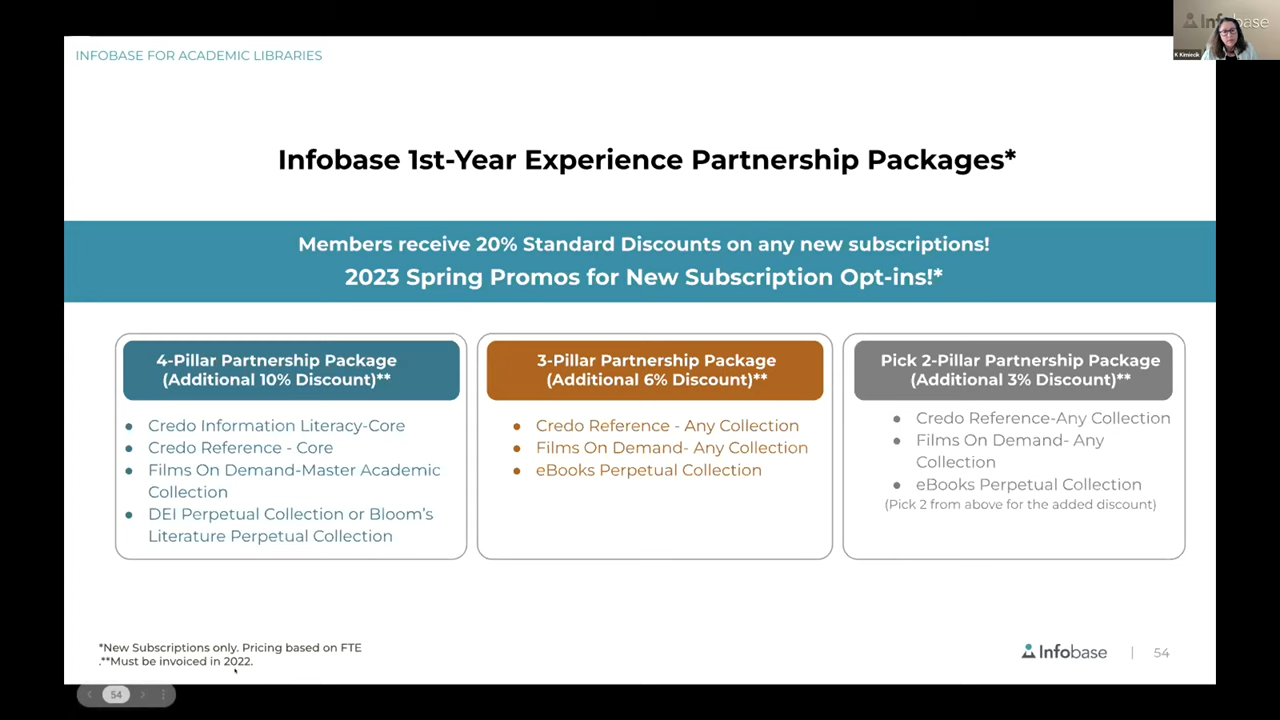 Infobase
K Kimiecik
INFOBASE FOR ACADEMIC LIBRARIES
Infobase 1st-Year Experience Partnership Packages*
Members receive 20% Standard Discounts on any new subscriptions!
2023 Spring Promos for New Subscription Opt-ins!*
4-Pillar Partnership Package
(Additional 10% Discount)**
● Credo Information Literacy-Core
● Credo Reference - Core
● Films On Demand-Master Academic
Collection
● DEI Perpetual Collection or Bloom's
Literature Perpetual Collection
3-Pillar Partnership Package
(Additional 6% Discount)**
● Credo Reference - Any Collection
● Films On Demand- Any Collection
● eBooks Perpetual Collection
Pick 2-Pillar Partnership Package
(Additional 3% Discount)**
● Credo Reference-Any Collection
● Films On Demand- Any
Collection
● eBooks Perpetual Collection
(Pick 2 from above for the added discount)
*New Subscriptions only. Pricing based on FTE
.**Must be invoiced in 2022.
Infobase | 54
54